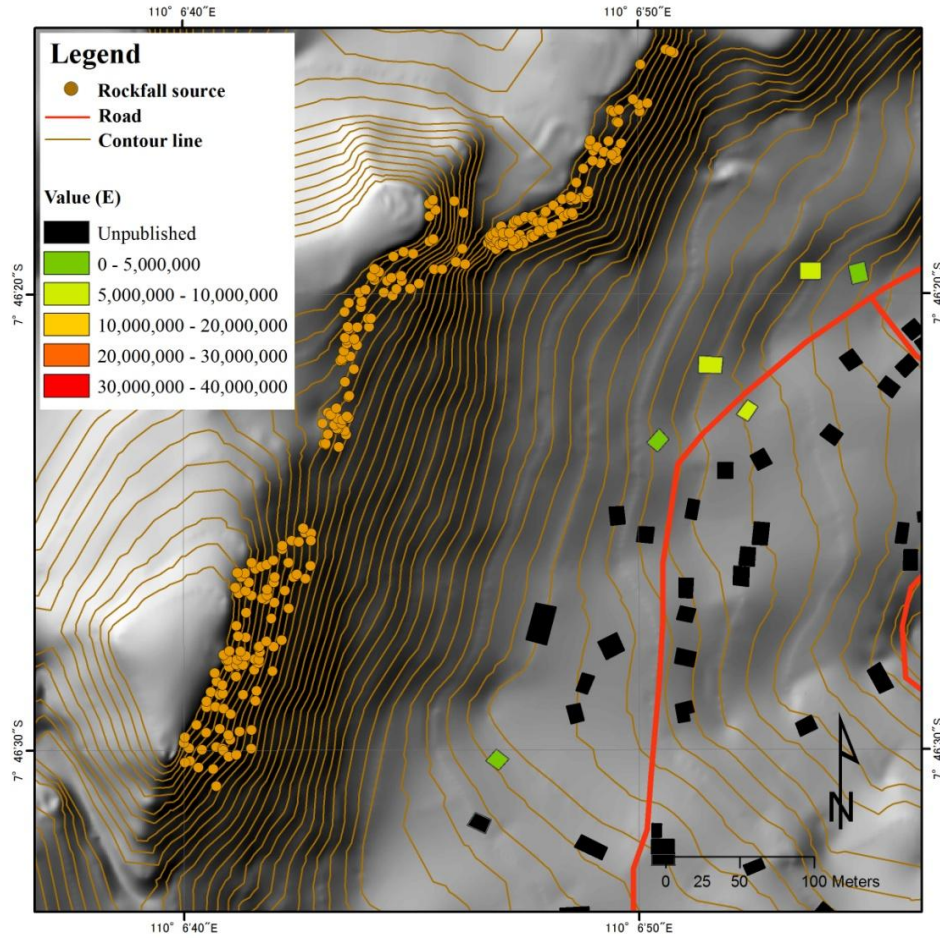 110° 6'40"E
110° 6'50"E
Legend
Rockfall source
Road
Contour line
Value (E)
Unpublished
0 - 5,000,000
5,000,000 - 10,000,000
10,000,000 - 20,000,000
20,000,000 - 30,000,000
30,000,000 - 40,000,000
7° 46'20"S
7° 46'20"S
7° 46'30"S
7° 46'30"S
N
0 25 50 100 Meters
110° 6'40"E
110° 6'50"E